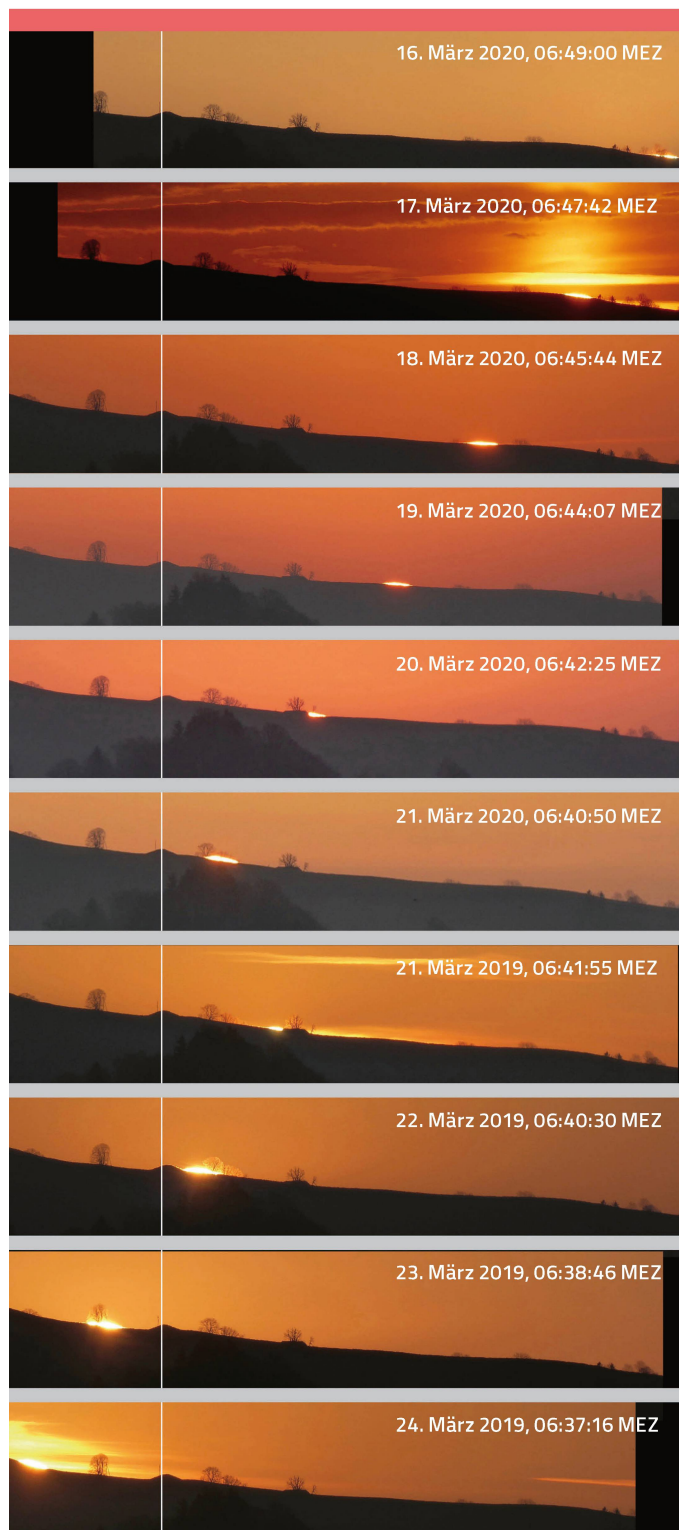 16. März 2020, 06:49:00 MEZ
17. März 2020, 06:47:42 MEZ
18. März 2020, 06:45:44 MEZ
19. März 2020, 06:44:07 MEZ
20. März 2020, 06:42:25 MEZ
21. März 2020, 06:40:50 MEZ
21. März 2019, 06:41:55 MEZ
22. März 2019, 06:40:30 MEZ
23. März 2019, 06:38:46 MEZ
24. März 2019, 06:37:16 MEZ